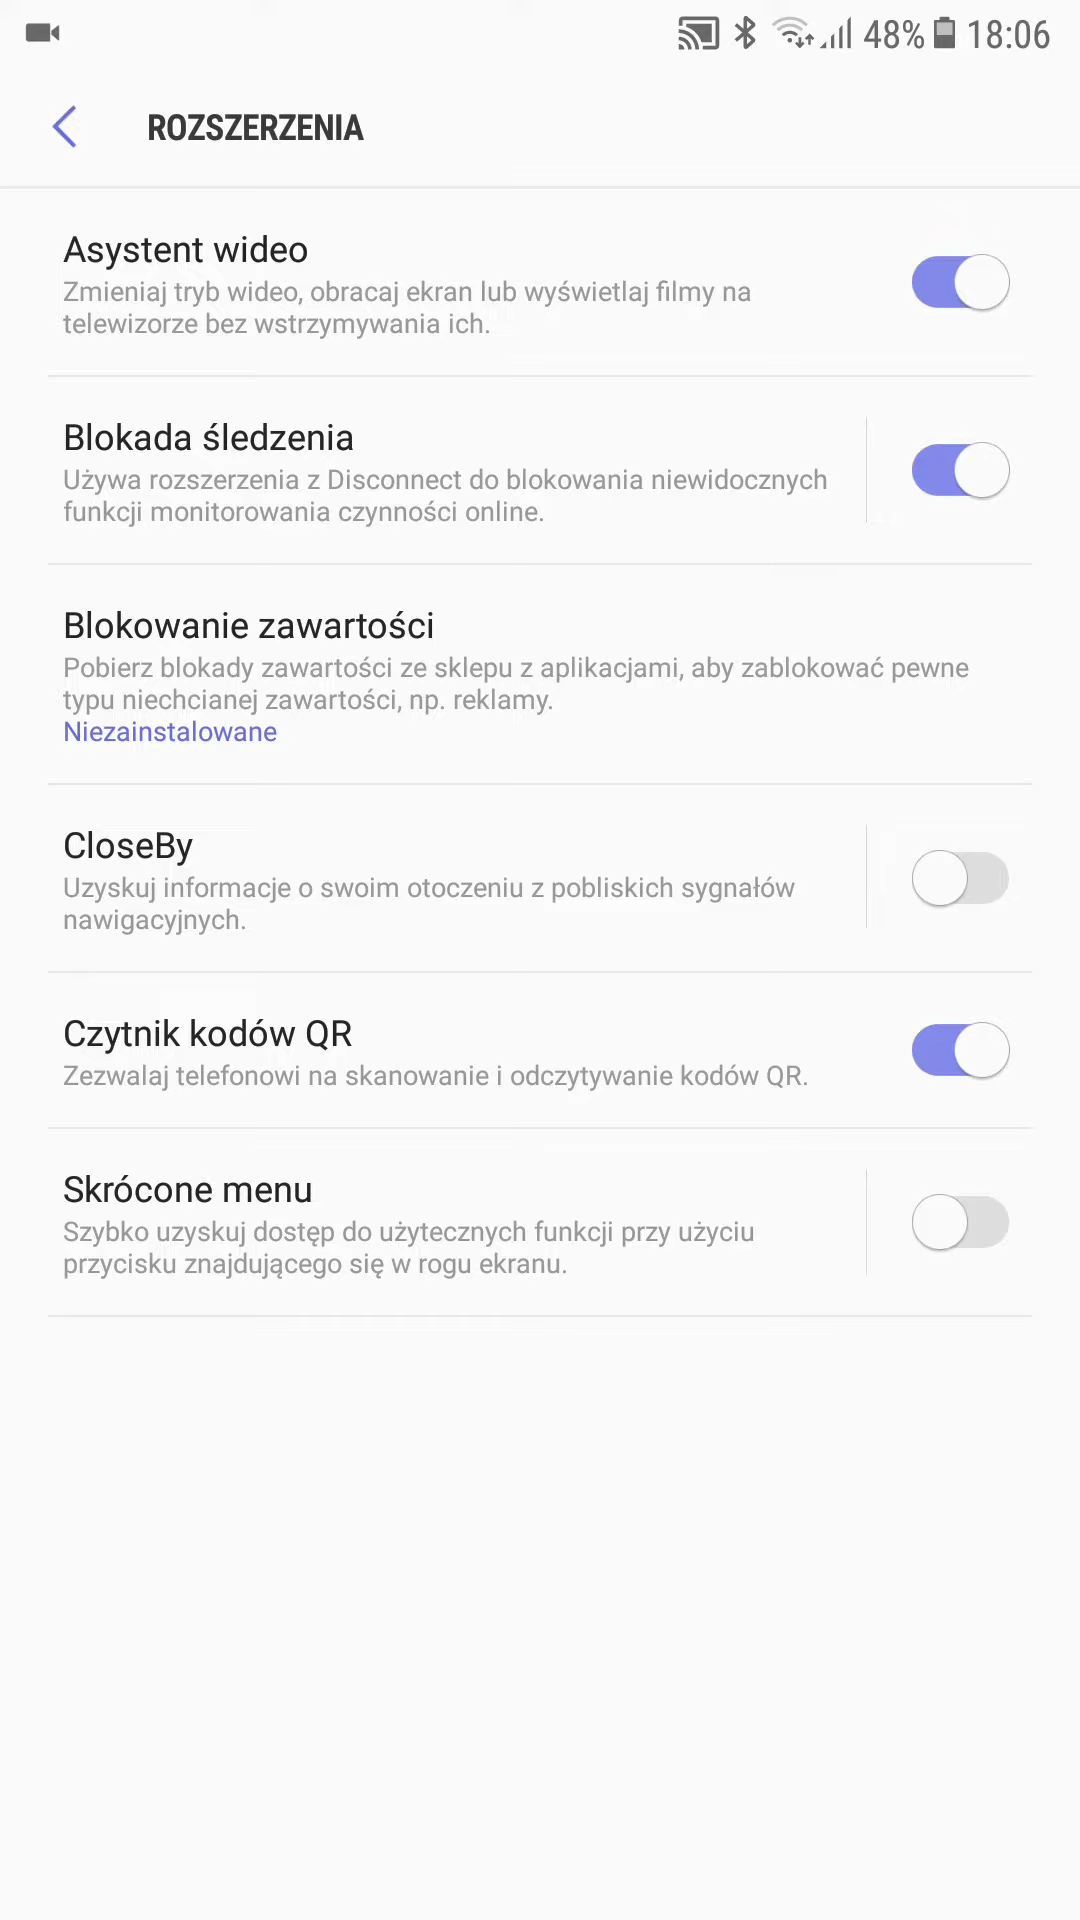 48% 18:06
ROZSZERZENIA
Asystent wideo
Zmieniaj tryb wideo, obracaj ekran lub wyświetlaj filmy na
telewizorze bez wstrzymywania ich.
Blokada śledzenia
Używa rozszerzenia z Disconnect do blokowania niewidocznych
funkcji monitorowania czynności online.
Blokowanie zawartości
Pobierz blokady zawartości ze sklepu z aplikacjami, aby zablokować pewne
typu niechcianej zawartości, np. reklamy.
Niezainstalowane
CloseBy
Uzyskuj informacje o swoim otoczeniu z pobliskich sygnałów
nawigacyjnych.
Czytnik kodów QR
Zezwalaj telefonowi na skanowanie i odczytywanie kodów QR.
Skrócone menu
Szybko uzyskuj dostęp do użytecznych funkcji przy użyciu
przycisku znajdującego się w rogu ekranu.